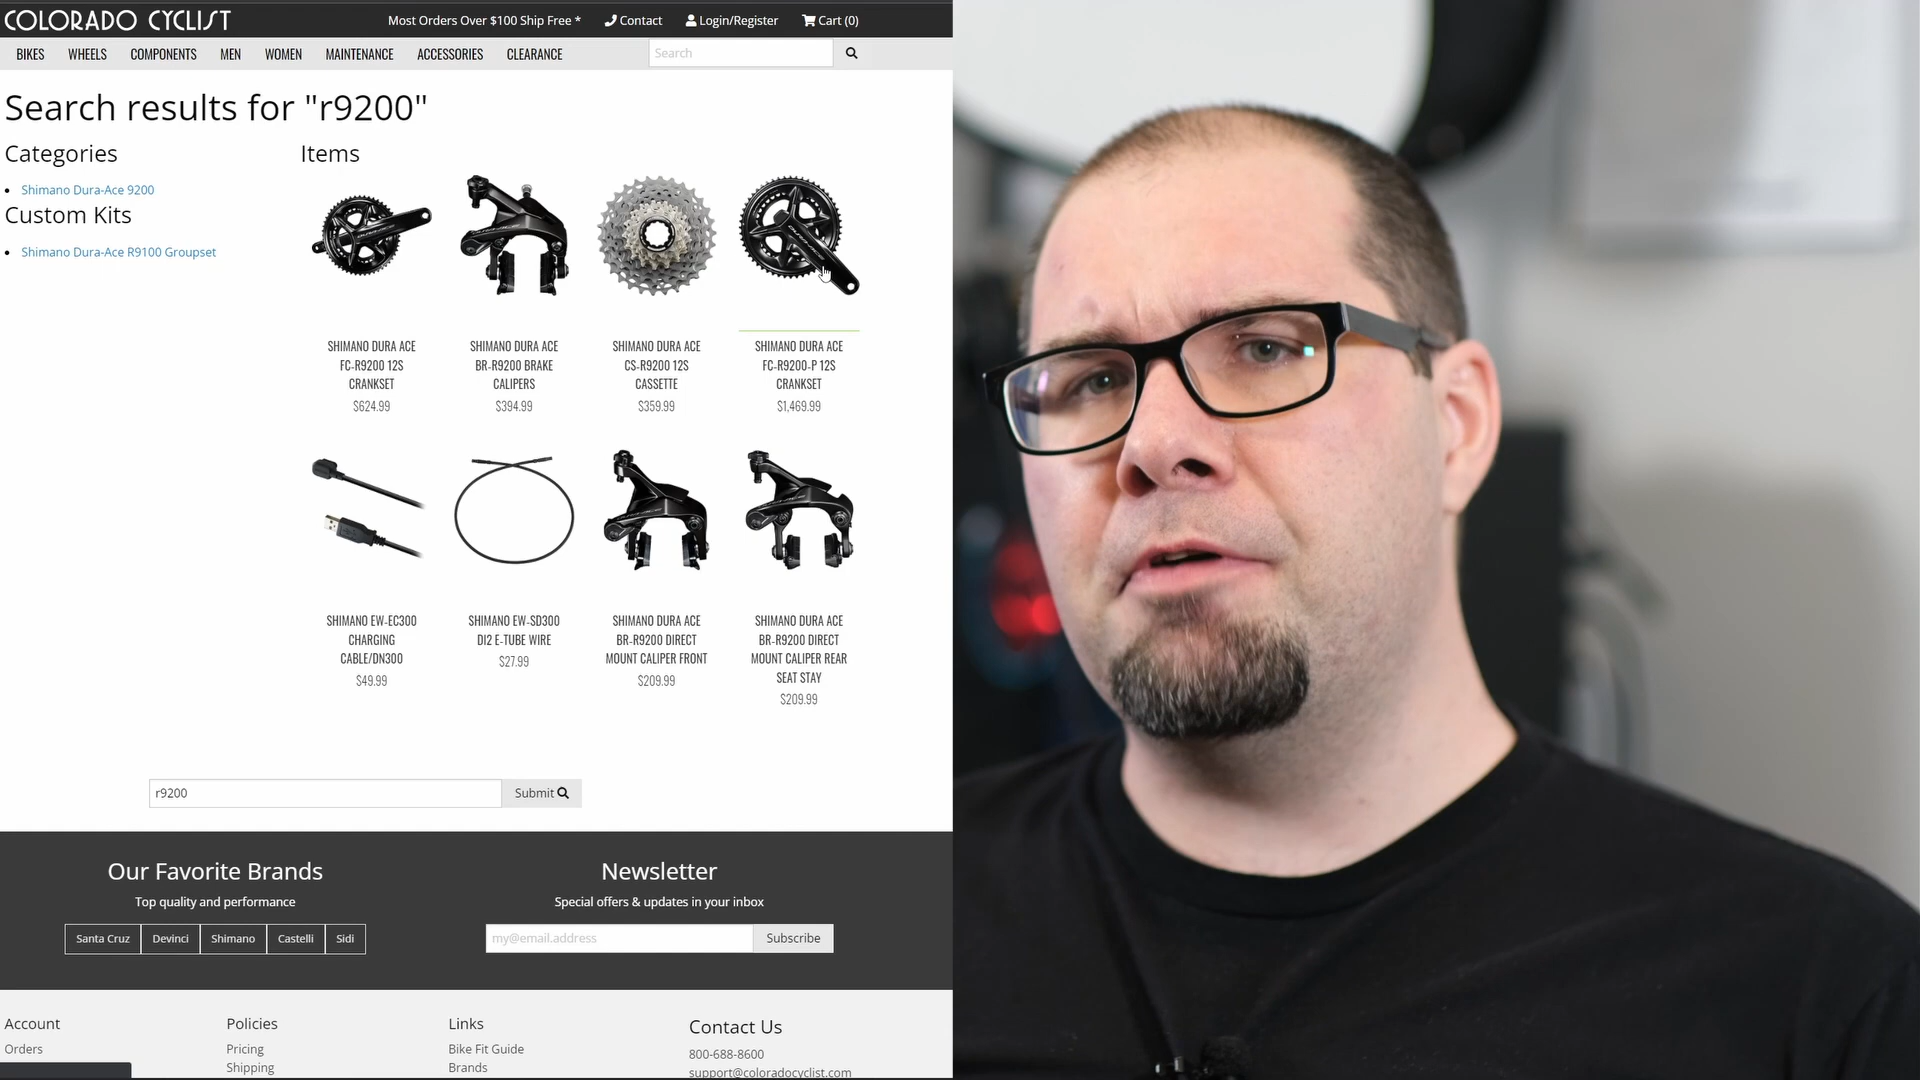 COLORADO CYCLIST
Most Orders Over $100 Ship Free *
Contact
Login/Register
Cart (0)
BIKES
WHEELS
COMPONENTS
MEN
WOMEN
MAINTENANCE
ACCESSORIES
CLEARANCE
Search
Search results for "r9200"
Categories
Shimano Dura-Ace 9200
Custom Kits
Shimano Dura-Ace R9100 Groupset
Items
SHIMANO DURA ACE
FC-R9200 12S
CRANKSET
$624.99
SHIMANO DURA ACE
BR-R9200 BRAKE
CALIPERS
$394.99
SHIMANO DURA ACE
CS-R9200 12S
CASSETTE
$359.99
SHIMANO DURA ACE
FC-R9200-P 12S
CRANKSET
$1,469.99
SHIMANO EW-EC300
CHARGING
CABLE/DN300
$49.99
SHIMANO EW-SD300
DI2 E-TUBE WIRE
$27.99
SHIMANO DURA ACE
BR-R9200 DIRECT
MOUNT CALIPER FRONT
$209.99
SHIMANO DURA ACE
BR-R9200 DIRECT
MOUNT CALIPER REAR
SEAT STAY
$209.99
r9200
Submit
Our Favorite Brands
Top quality and performance
Santa Cruz
Devinci
Shimano
Castelli
Sidi
Newsletter
Special offers & updates in your inbox
my@email.address
Subscribe
Account
Orders
Policies
Pricing
Shipping
Links
Bike Fit Guide
Brands
Contact Us
800-688-8600
support@coloradocyclist.com